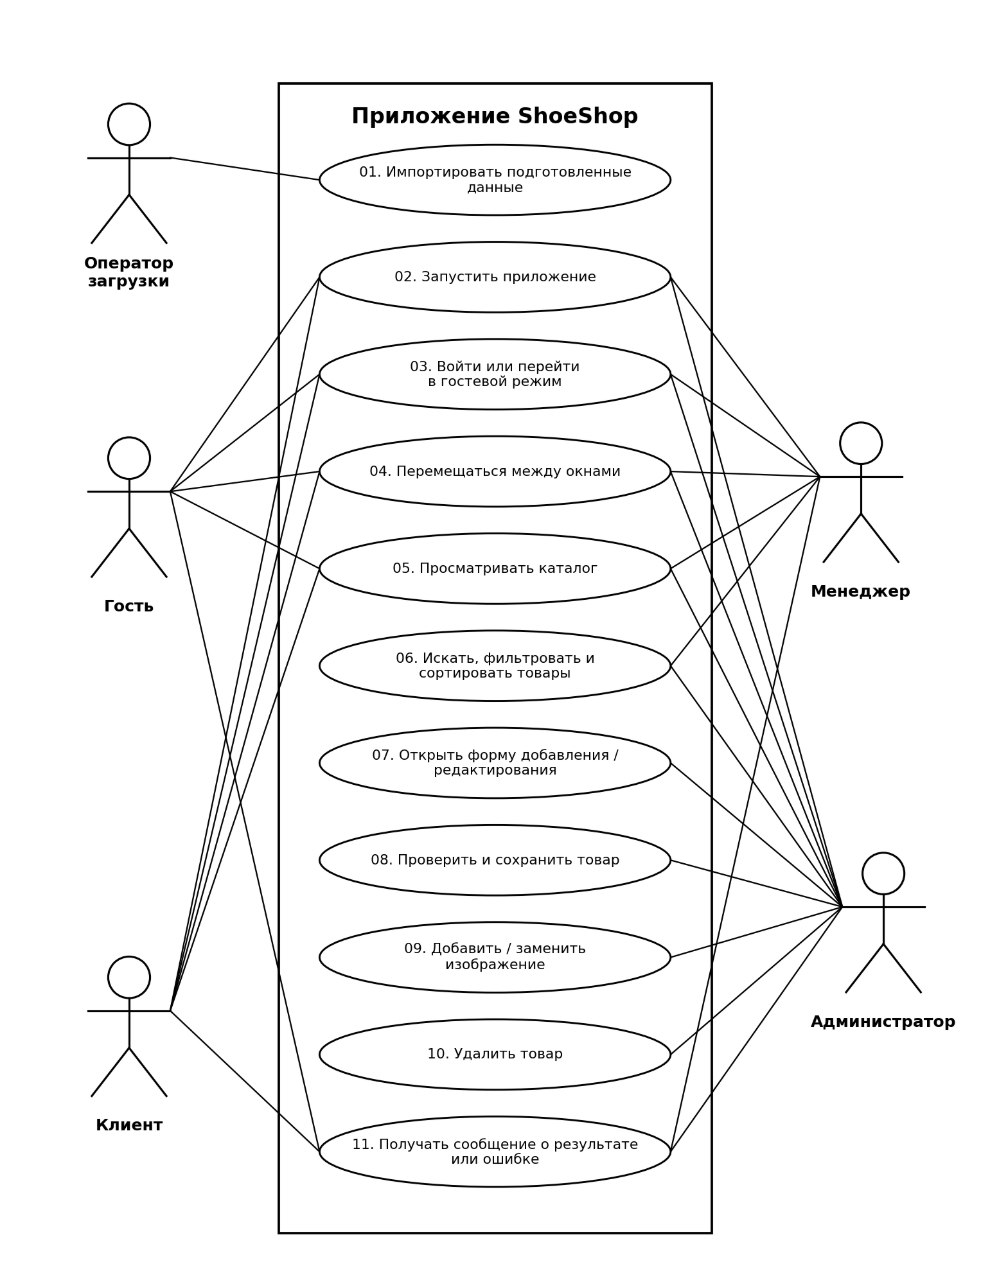 Приложение ShoeShop
01. Импортировать подготовленные
данные
Оператор
загрузки
02. Запустить приложение
03. Войти или перейти
в гостевой режим
04. Перемещаться между окнами
05. Просматривать каталог
Гость
Менеджер
06. Искать, фильтровать и
сортировать товары
07. Открыть форму добавления /
редактирования
08. Проверить и сохранить товар
09. Добавить / заменить
изображение
Администратор
10. Удалить товар
Клиент
11. Получать сообщение о результате
или ошибке